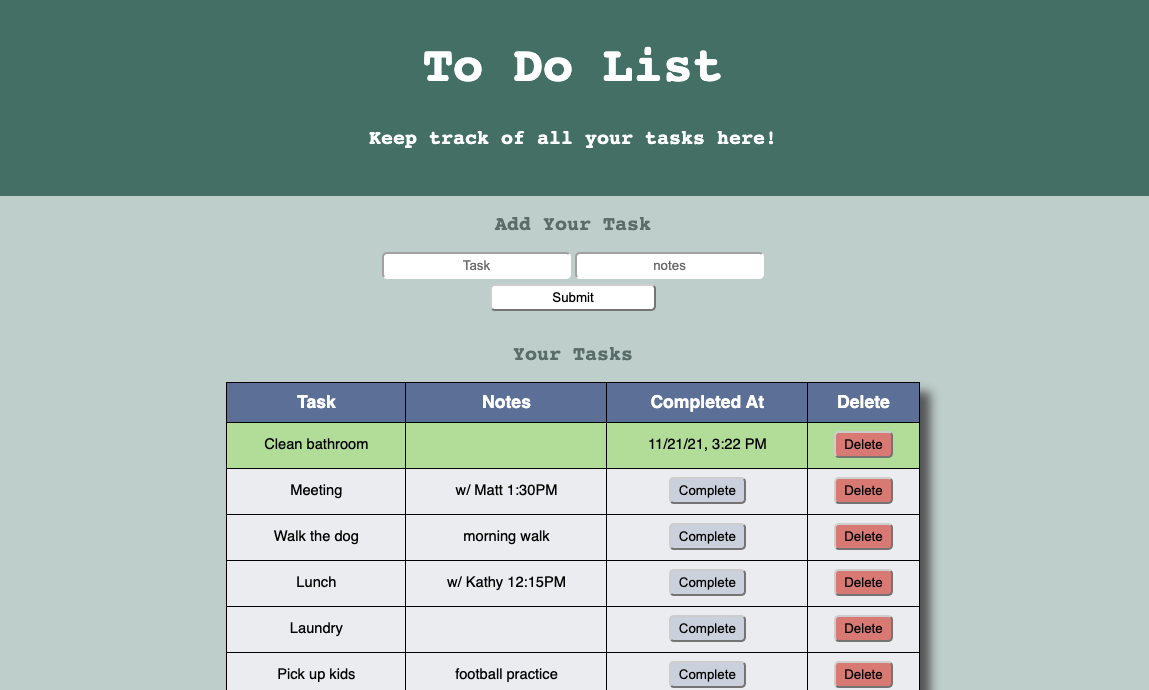 To Do List
Keep track of all your tasks here!
Add Your Task
Task notes
Submit
Your Tasks
Task Notes Completed At Delete
Clean bathroom 11/21/21, 3:22 PM Delete
Meeting w/ Matt 1:30PM Complete Delete
Walk the dog morning walk Complete Delete
Lunch w/ Kathy 12:15PM Complete Delete
Laundry Complete Delete
Pick up kids football practice Complete Delete